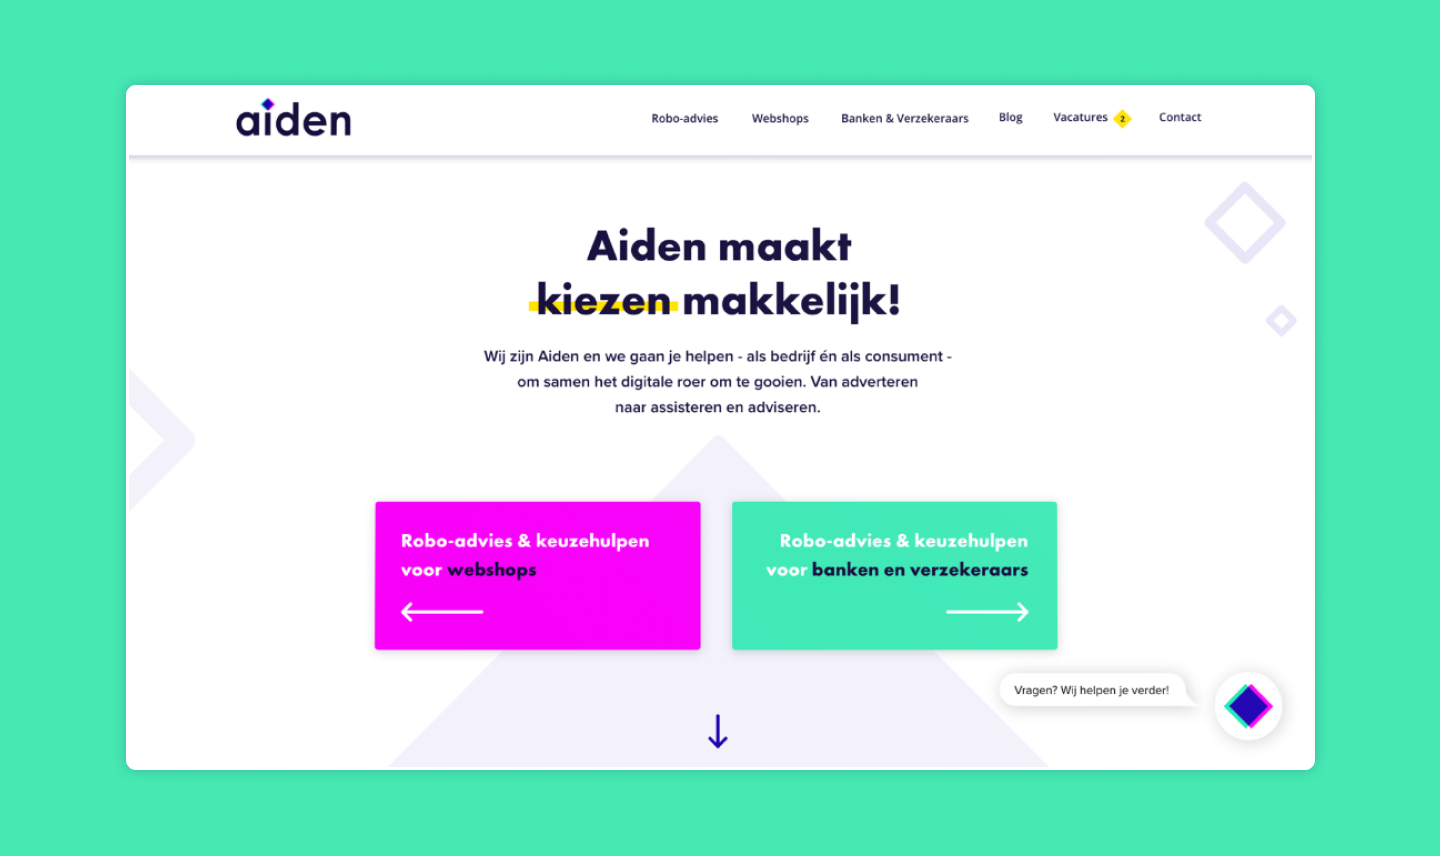 aiden
Robo-advies
Webshops
Banken & Verzekeraars
Blog
Vacatures 2
Contact
Aiden maakt
kiezen makkelijk!
Wij zijn Aiden en we gaan je helpen - als bedrijf én als consument -
om samen het digitale roer om te gooien. Van adverteren
naar assisteren en adviseren.
Robo-advies & keuzehulpen
voor webshops
Robo-advies & keuzehulpen
voor banken en verzekeraars
Vragen? Wij helpen je verder!